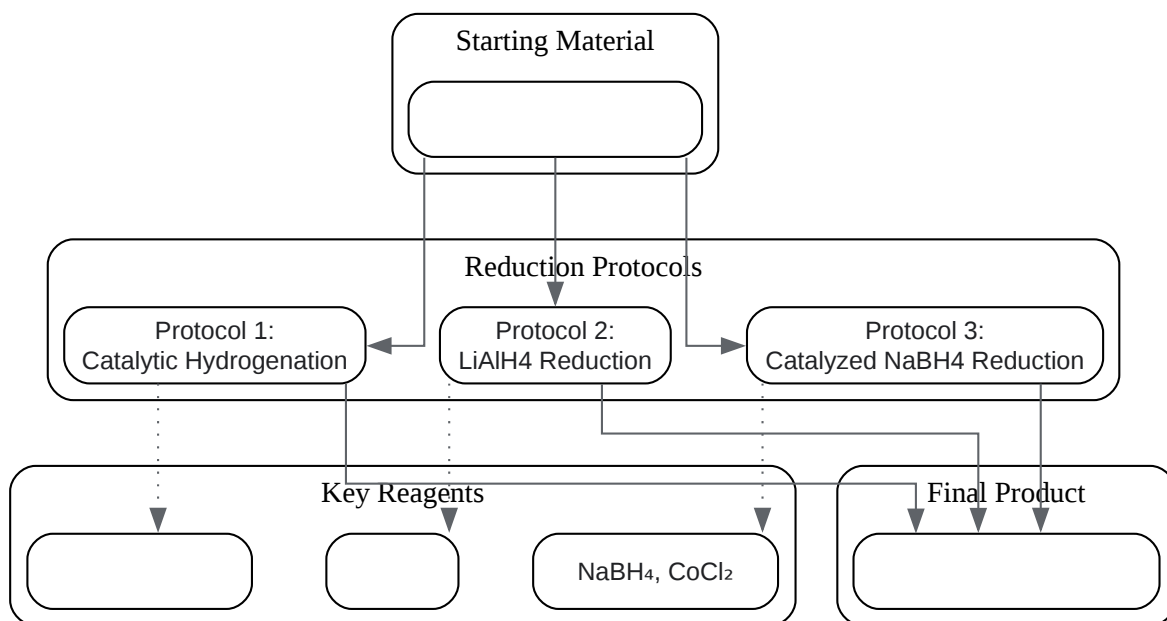 Starting Material
Reduction Protocols
Protocol 1:
Catalytic Hydrogenation
Protocol 2:
LiAlH4 Reduction
Protocol 3:
Catalyzed NaBH4 Reduction
Key Reagents
Final Product
NaBH₄, CoCl₂